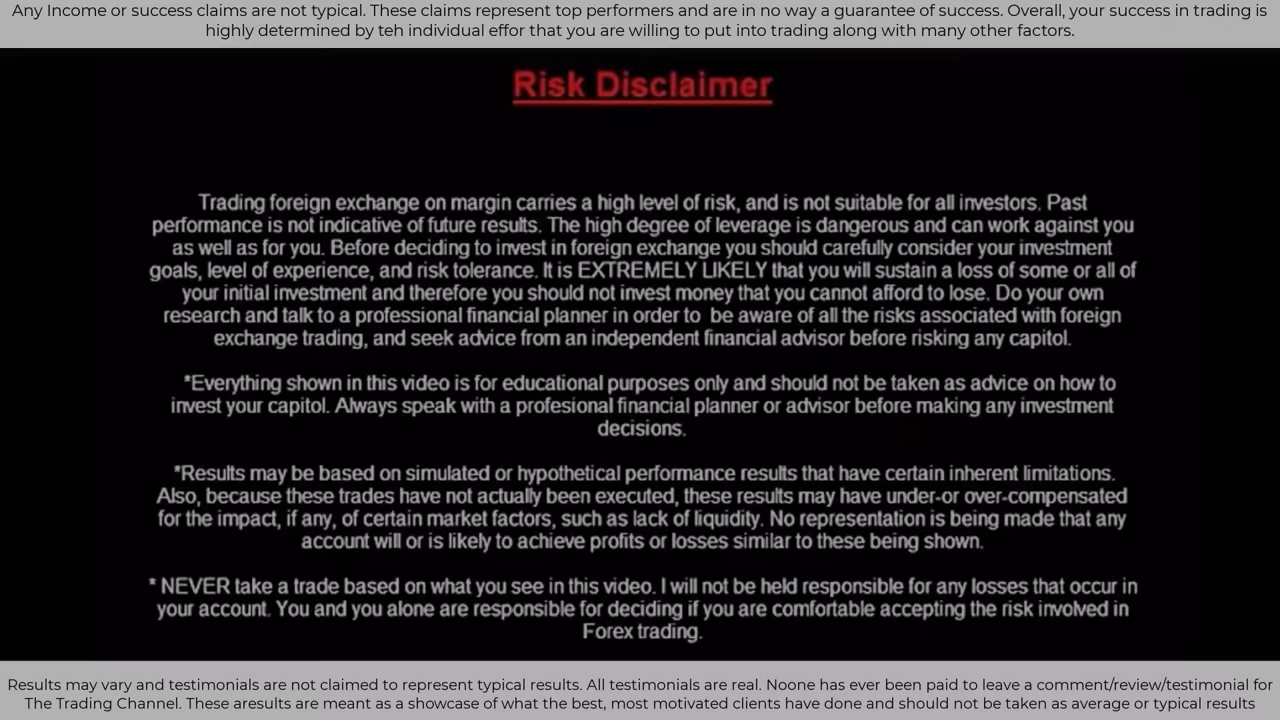 Any Income or success claims are not typical. These claims represent top performers and are in no way a guarantee of success. Overall, your success in trading is
highly determined by teh individual effor that you are willing to put into trading along with many other factors.
Risk Disclaimer
Trading foreign exchange on margin carries a high level of risk, and is not suitable for all investors. Past
performance is not indicative of future results. The high degree of leverage is dangerous and can work against you
as well as for you. Before deciding to invest in foreign exchange you should carefully consider your investment
goals, level of experience, and risk tolerance. It is EXTREMELY LIKELY that you will sustain a loss of some or all of
your initial investment and therefore you should not invest money that you cannot afford to lose. Do your own
research and talk to a professional financial planner in order to  be aware of all the risks associated with foreign
exchange trading, and seek advice from an independent financial advisor before risking any capitol.
*Everything shown in this video is for educational purposes only and should not be taken as advice on how to
invest your capitol. Always speak with a profesional financial planner or advisor before making any investment
decisions.
*Results may be based on simulated or hypothetical performance results that have certain inherent limitations.
Also, because these trades have not actually been executed, these results may have under-or over-compensated
for the impact, if any, of certain market factors, such as lack of liquidity. No representation is being made that any
account will or is likely to achieve profits or losses similar to these being shown.
* NEVER take a trade based on what you see in this video. I will not be held responsible for any losses that occur in
your account. You and you alone are responsible for deciding if you are comfortable accepting the risk involved in
Forex trading.
Results may vary and testimonials are not claimed to represent typical results. All testimonials are real. Noone has ever been paid to leave a comment/review/testimonial for
The Trading Channel. These aresults are meant as a showcase of what the best, most motivated clients have done and should not be taken as average or typical results